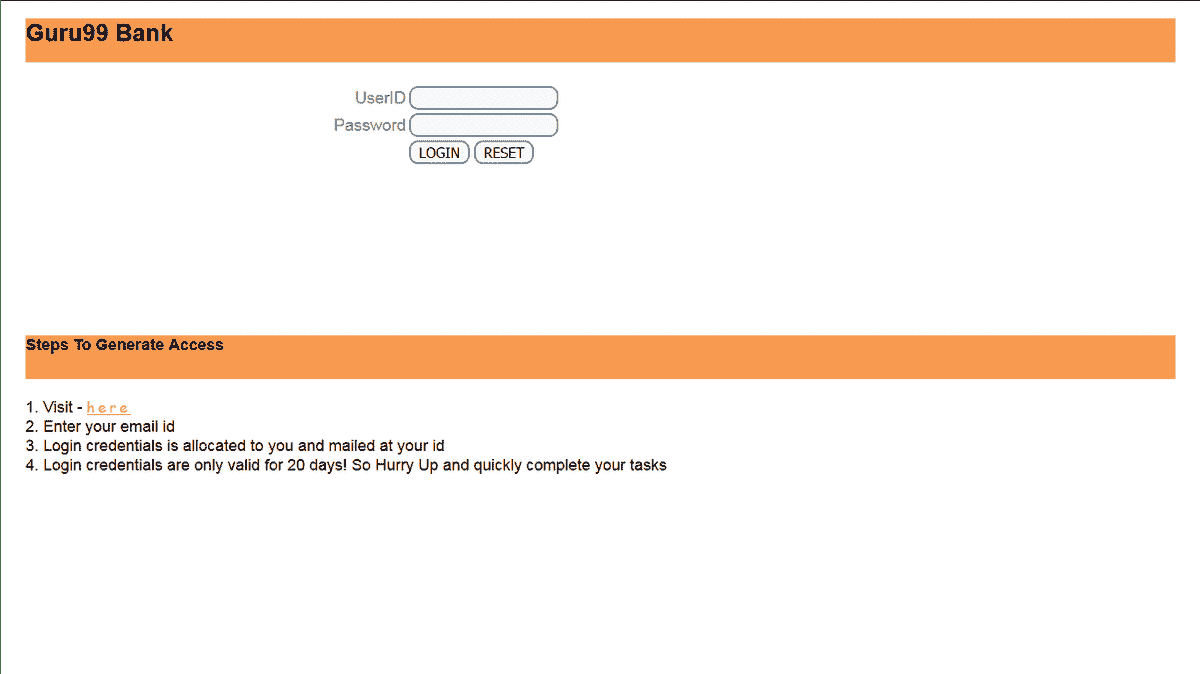 Guru99 Bank
UserID
Password
LOGIN RESET
Steps To Generate Access
1. Visit - here
2. Enter your email id
3. Login credentials is allocated to you and mailed at your id
4. Login credentials are only valid for 20 days! So Hurry Up and quickly complete your tasks